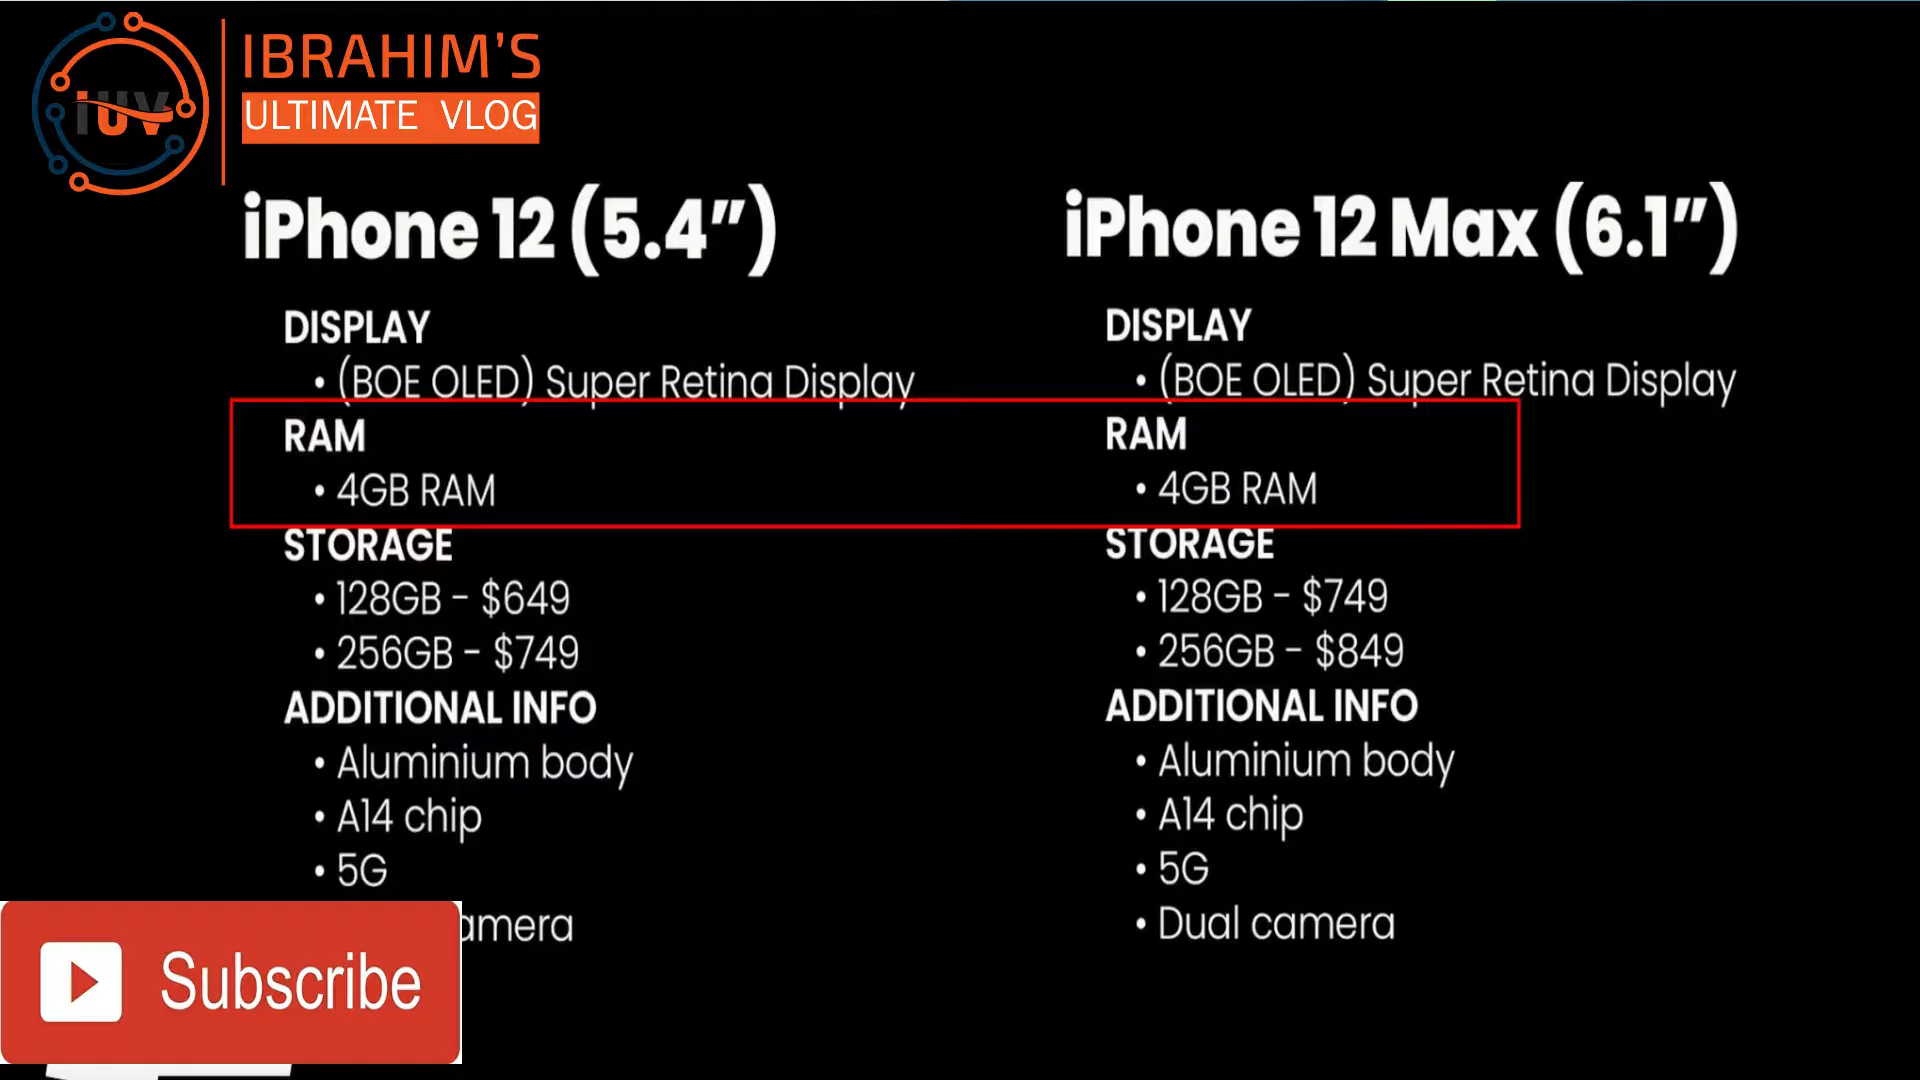 IUV
IBRAHIM'S
ULTIMATE VLOG
iPhone 12 (5.4")
DISPLAY
• (BOE OLED) Super Retina Display
RAM
• 4GB RAM
STORAGE
• 128GB - $649
• 256GB - $749
ADDITIONAL INFO
• Aluminium body
• A14 chip
• 5G
amera
iPhone 12 Max (6.1")
DISPLAY
• (BOE OLED) Super Retina Display
RAM
• 4GB RAM
STORAGE
• 128GB - $749
• 256GB - $849
ADDITIONAL INFO
• Aluminium body
• A14 chip
• 5G
• Dual camera
Subscribe